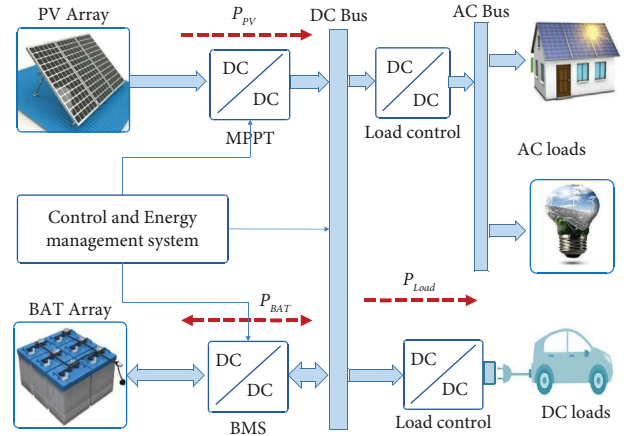 PV Array
P_PV
DC Bus
AC Bus
DC
DC
MPPT
DC
DC
Load control
AC loads
Control and Energy
management system
P_Load
BAT Array
P_BAT
DC
DC
BMS
DC
DC
Load control
DC loads